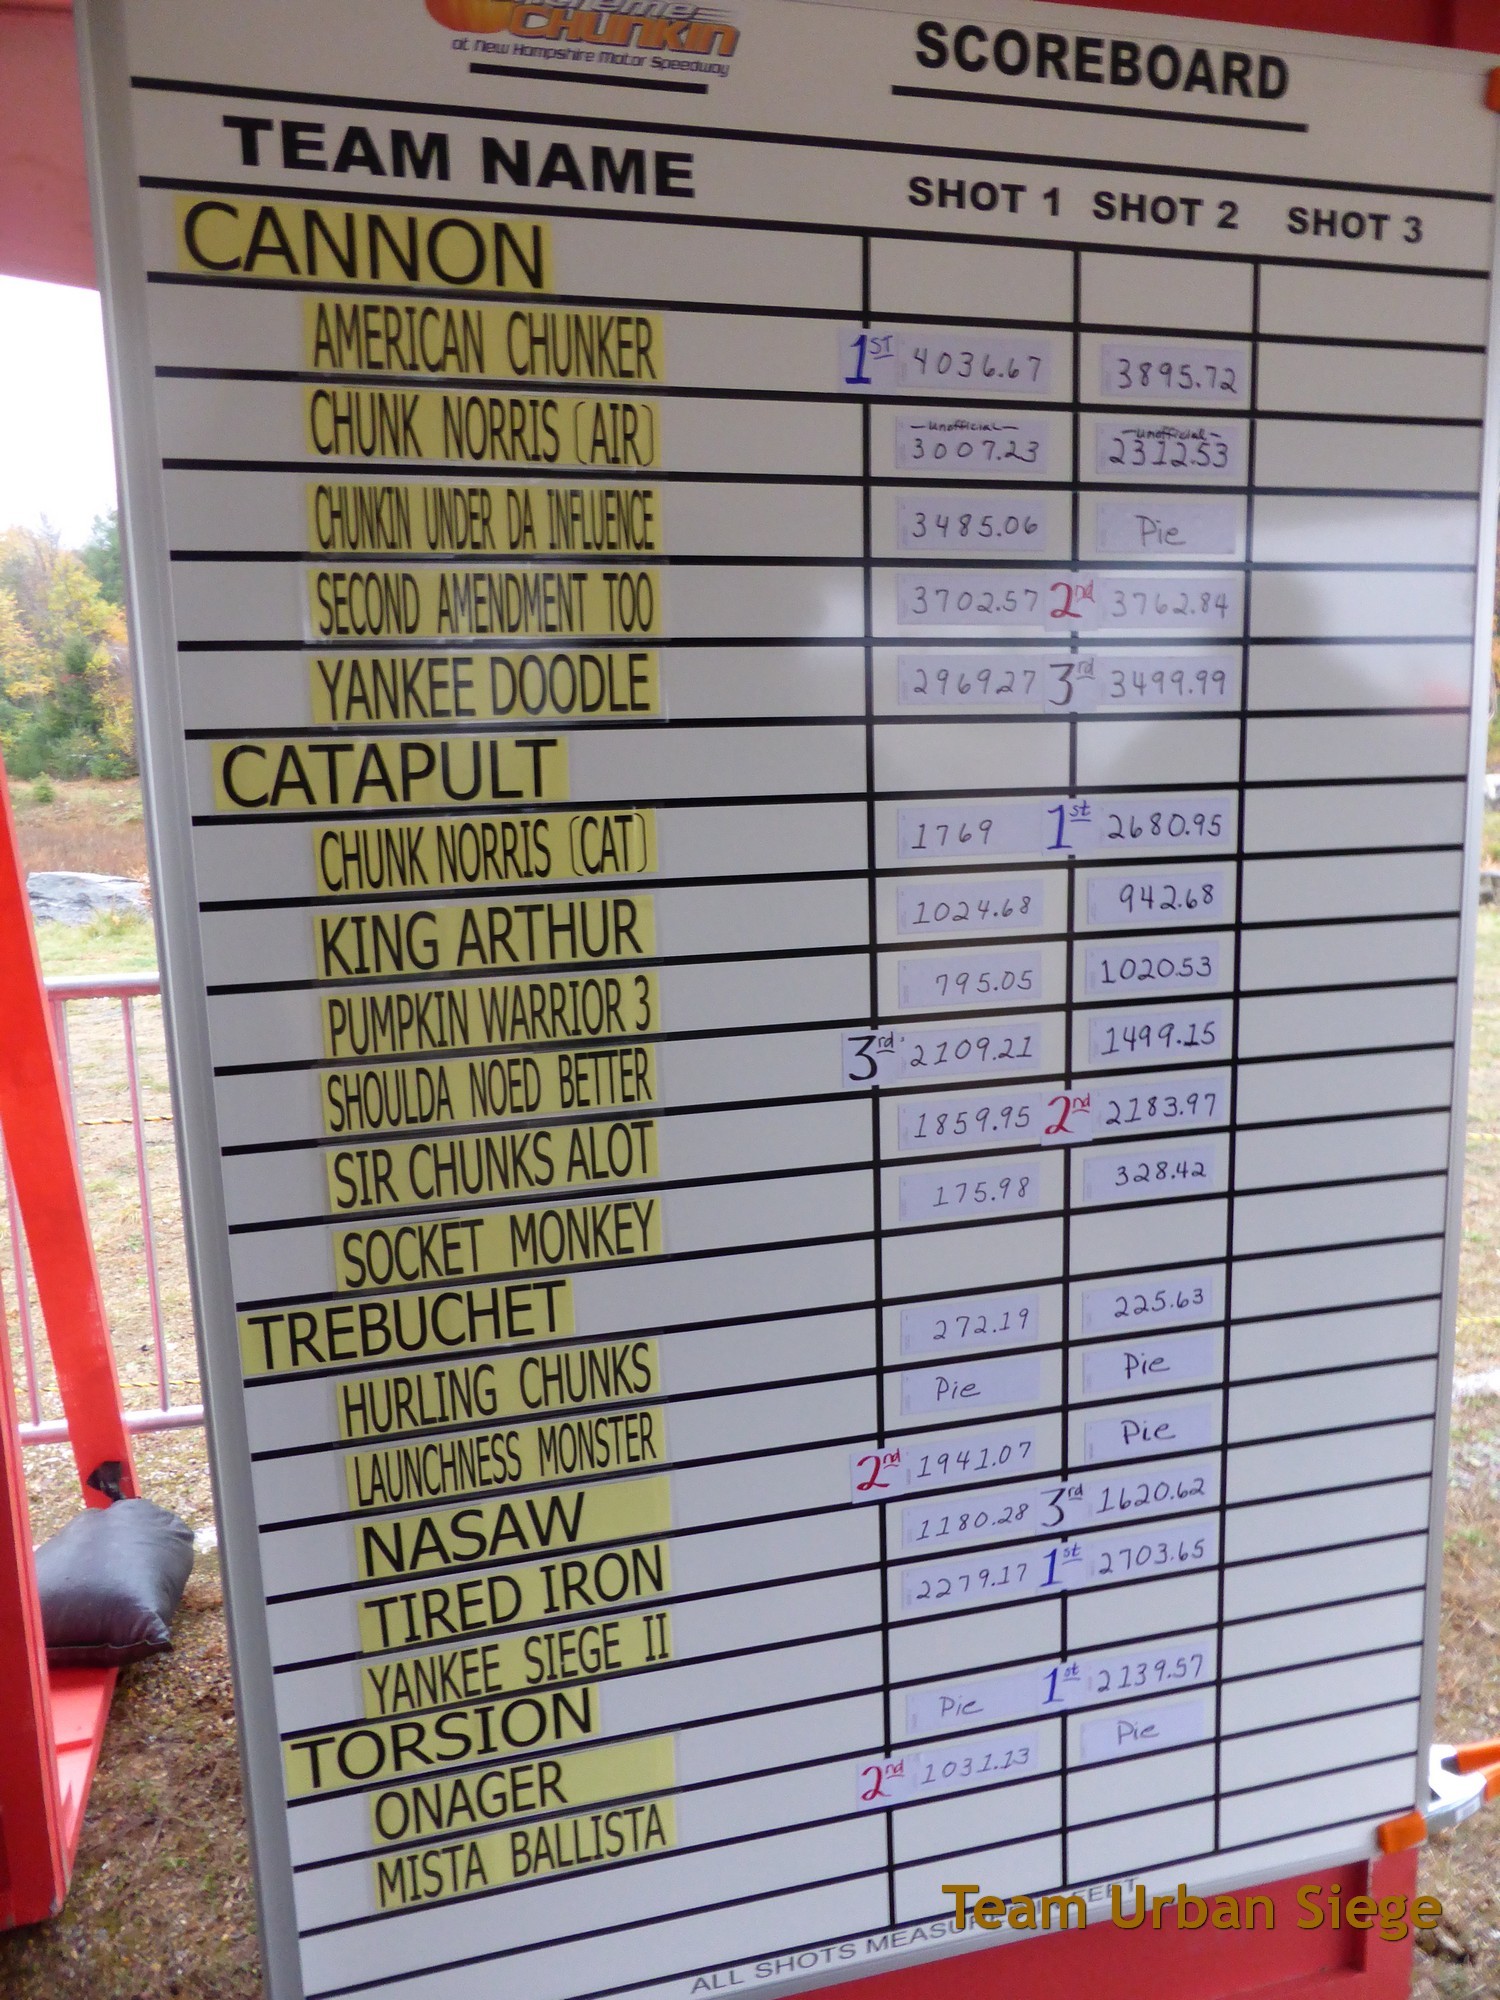 CHUNKIN
at New Hampshire Motor Speedway
SCOREBOARD
TEAM NAME SHOT 1 SHOT 2 SHOT 3
CANNON
AMERICAN CHUNKER 1ST 4036.67 3895.72
CHUNK NORRIS (AIR) -unofficial- 3007.23 -unofficial- 2312.53
CHUNKIN UNDER DA INFLUENCE 3485.06 Pie
SECOND AMENDMENT TOO 3702.57 2nd 3762.84
YANKEE DOODLE 2969.27 3rd 3499.99
CATAPULT
CHUNK NORRIS (CAT) 1769 1st 2680.95
KING ARTHUR 1024.68 942.68
PUMPKIN WARRIOR 3 795.05 1020.53
SHOULDA NOED BETTER 3rd 2109.21 1499.15
SIR CHUNKS ALOT 1859.95 2nd 2183.97
SOCKET MONKEY 175.98 328.42
TREBUCHET
HURLING CHUNKS 272.19 225.63
LAUNCHNESS MONSTER Pie Pie
NASAW 2nd 1941.07 Pie
TIRED IRON 1180.28 3rd 1620.62
YANKEE SIEGE II 2279.17 1st 2703.65
TORSION
ONAGER Pie 1st 2139.57
MISTA BALLISTA 2nd 1031.13 Pie
ALL SHOTS FEET
Team Urban Siege